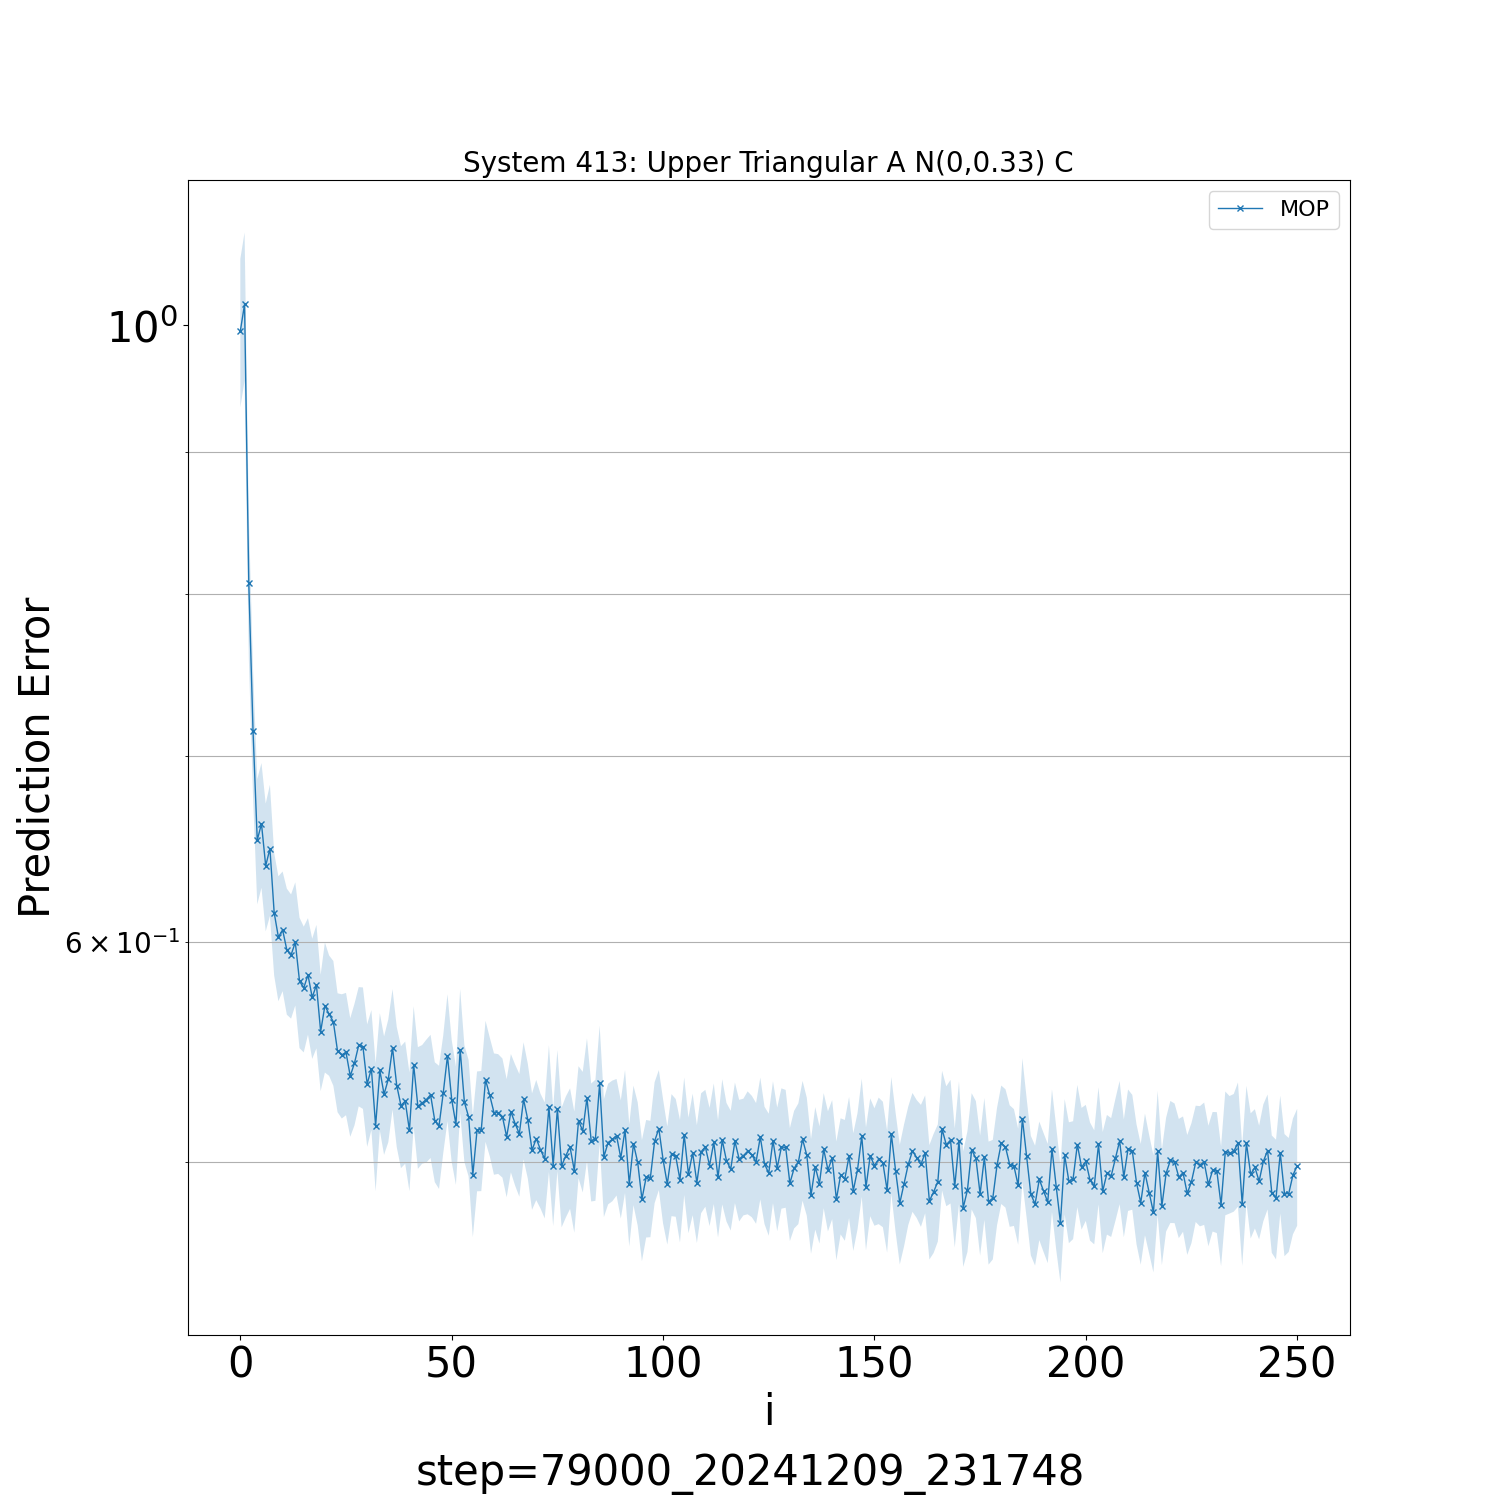 System 413: Upper Triangular A N(0,0.33) C
MOP
10⁰
6 × 10⁻¹
Prediction Error
0 50 100 150 200 250
i
step=79000_20241209_231748